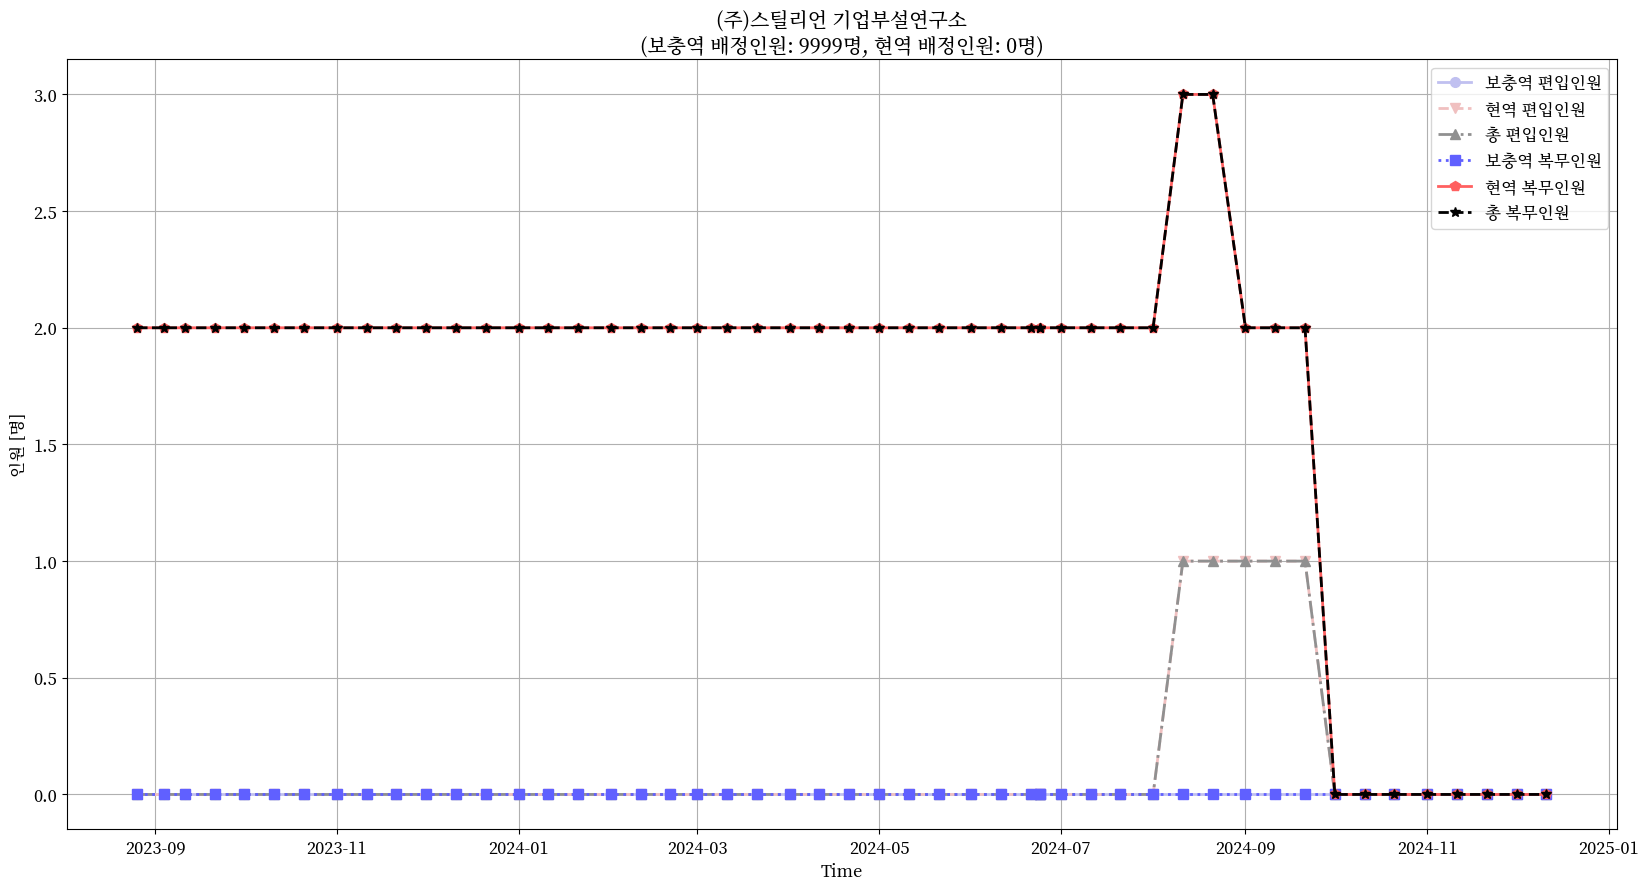 (주)스틸리언 기업부설연구소
(보충역 배정인원: 9999명, 현역 배정인원: 0명)
보충역 편입인원
현역 편입인원
총 편입인원
보충역 복무인원
현역 복무인원
총 복무인원
인원 [명]
3.0
2.5
2.0
1.5
1.0
0.5
0.0
2023-09
2023-11
2024-01
2024-03
2024-05
2024-07
2024-09
2024-11
2025-01
Time